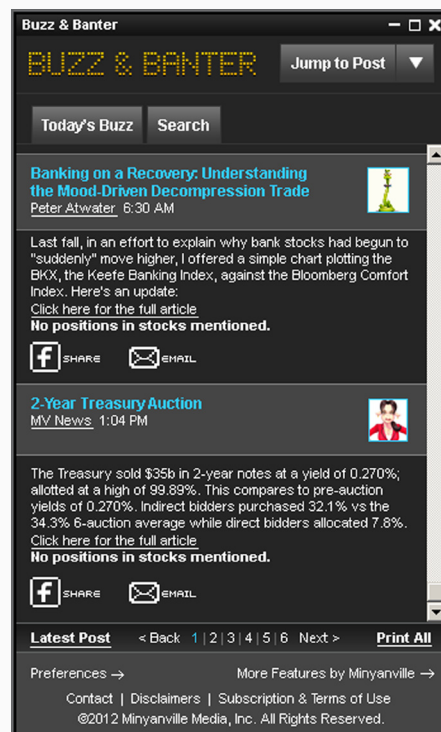 Buzz & Banter
BUZZ & BANTER
Jump to Post
Today's Buzz
Search
Banking on a Recovery: Understanding
the Mood-Driven Decompression Trade
Peter Atwater 6:30 AM
Last fall, in an effort to explain why bank stocks had begun to
"suddenly" move higher, I offered a simple chart plotting the
BKX, the Keefe Banking Index, against the Bloomberg Comfort
Index. Here's an update:
Click here for the full article
No positions in stocks mentioned.
SHARE EMAIL
2-Year Treasury Auction
MV News 1:04 PM
The Treasury sold $35b in 2-year notes at a yield of 0.270%;
allotted at a high of 99.89%. This compares to pre-auction
yields of 0.270%. Indirect bidders purchased 32.1% vs the
34.3% 6-auction average while direct bidders allocated 7.8%.
Click here for the full article
No positions in stocks mentioned.
SHARE EMAIL
Latest Post < Back 1 | 2 | 3 | 4 | 5 | 6 Next > Print All
Preferences → More Features by Minyanville →
Contact | Disclaimers | Subscription & Terms of Use
©2012 Minyanville Media, Inc. All Rights Reserved.